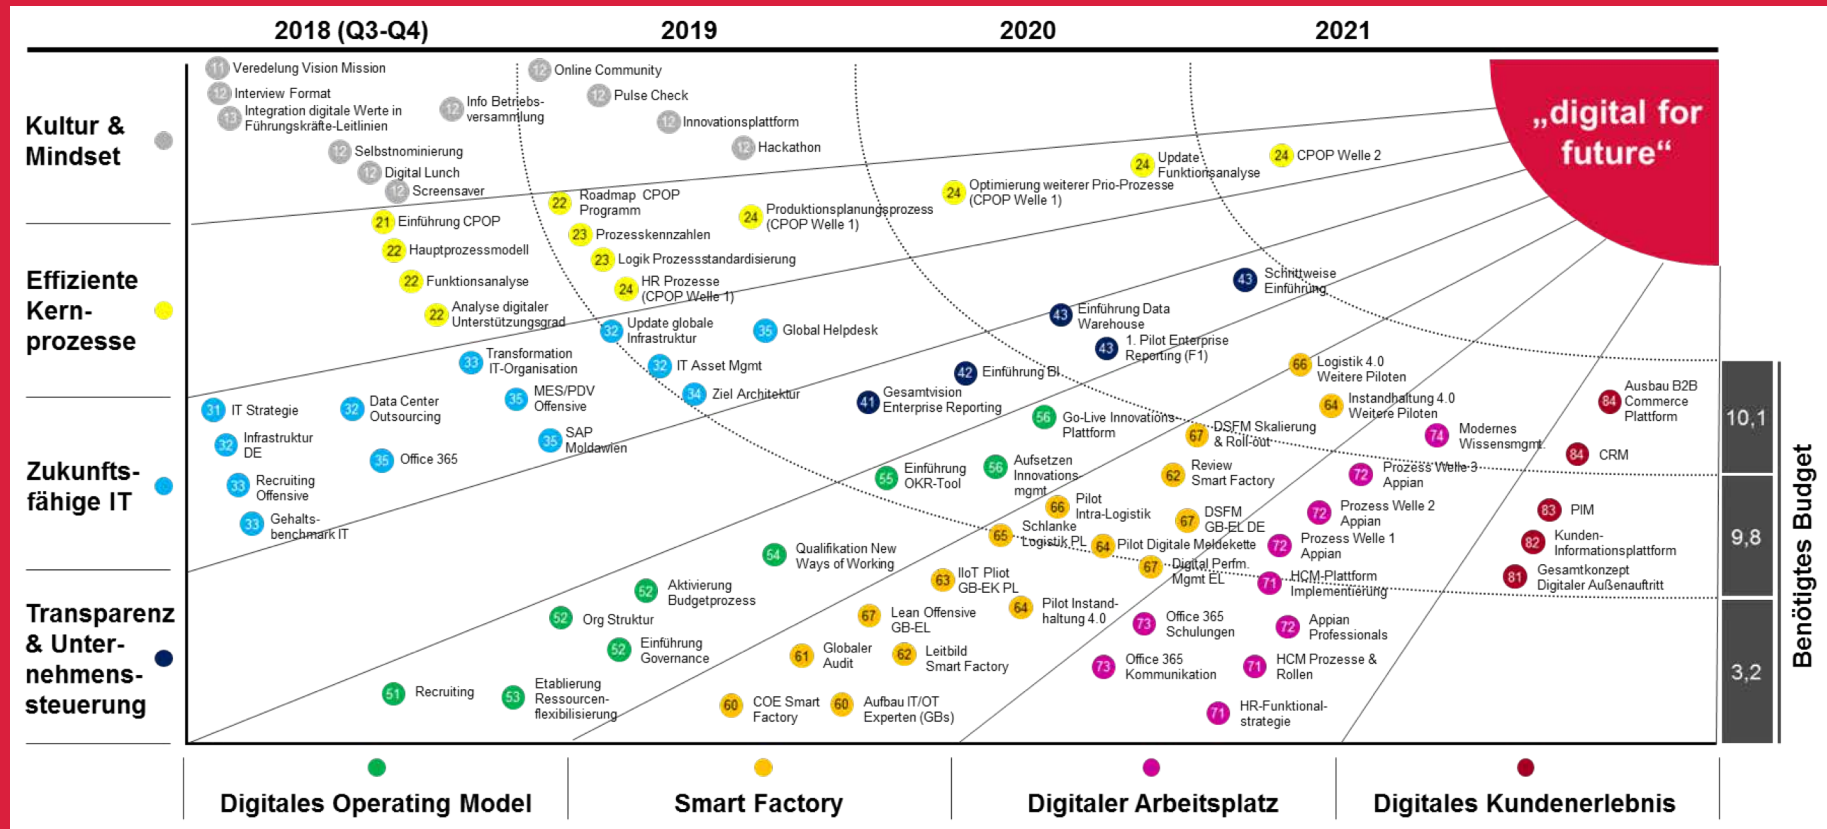 2018 (Q3-Q4)
2019
2020
2021
Kultur &
Mindset
Effiziente
Kern-
prozesse
Zukunfts-
fähige IT
Transparenz
& Unter-
nehmens-
steuerung
„digital for
future“
11 Veredelung Vision Mission
12 Interview Format
13 Integration digitale Werte in
Führungskräfte-Leitlinien
12 Info Betriebs-
versammlung
12 Selbstnominierung
12 Digital Lunch
12 Screensaver
12 Online Community
12 Pulse Check
12 Innovationsplattform
12 Hackathon
21 Einführung CPOP
22 Hauptprozessmodell
22 Funktionsanalyse
22 Analyse digitaler
Unterstützungsgrad
22 Roadmap CPOP
Programm
23 Prozesskennzahlen
23 Logik Prozessstandardisierung
24 HR Prozesse
(CPOP Welle 1)
24 Produktionsplanungsprozess
(CPOP Welle 1)
24 Optimierung weiterer Prio-Prozesse
(CPOP Welle 1)
24 Update
Funktionsanalyse
24 CPOP Welle 2
31 IT Strategie
32 Infrastruktur
DE
33 Recruiting
Offensive
33 Gehalts-
benchmark IT
32 Data Center
Outsourcing
35 Office 365
33 Transformation
IT-Organisation
35 MES/PDV
Offensive
35 SAP
Moldawien
32 Update globale
Infrastruktur
32 IT Asset Mgmt
34 Ziel Architektur
35 Global Helpdesk
41 Gesamtvision
Enterprise Reporting
42 Einführung BI
43 Einführung Data
Warehouse
43 1. Pilot Enterprise
Reporting (F1)
43 Schrittweise
Einführung
51 Recruiting
53 Etablierung
Ressourcen-
flexibilisierung
52 Org Struktur
52 Einführung
Governance
52 Aktivierung
Budgetprozess
54 Qualifikation New
Ways of Working
55 Einführung
OKR-Tool
56 Aufsetzen
Innovations-
mgmt
56 Go-Live Innovations-
Plattform
60 COE Smart
Factory
60 Aufbau IT/OT
Experten (GBs)
61 Globaler
Audit
62 Leitbild
Smart Factory
67 Lean Offensive
GB-EL
63 IIoT Pliot
GB-EK PL
64 Pilot Instand-
haltung 4.0
65 Schlanke
Logistik PL
66 Pilot
Intra-Logistik
64 Pilot Digitale Meldekette
67 Digital Perfm.
Mgmt EL
67 DSFM
GB-EL DE
62 Review
Smart Factory
67 DSFM Skalierung
& Roll-out
64 Instandhaltung 4.0
Weitere Piloten
66 Logistik 4.0
Weitere Piloten
71 HR-Funktional-
strategie
71 HCM Prozesse &
Rollen
73 Office 365
Kommunikation
73 Office 365
Schulungen
72 Appian
Professionals
71 HCM-Plattform
Implementierung
72 Prozess Welle 1
Appian
72 Prozess Welle 2
Appian
72 Prozess Welle 3
Appian
74 Modernes
Wissensmgmt.
81 Gesamtkonzept
Digitaler Außenauftritt
82 Kunden-
Informationsplattform
83 PIM
84 CRM
84 Ausbau B2B
Commerce
Plattform
10,1
9,8
3,2
Benötigtes Budget
Digitales Operating Model
Smart Factory
Digitaler Arbeitsplatz
Digitales Kundenerlebnis